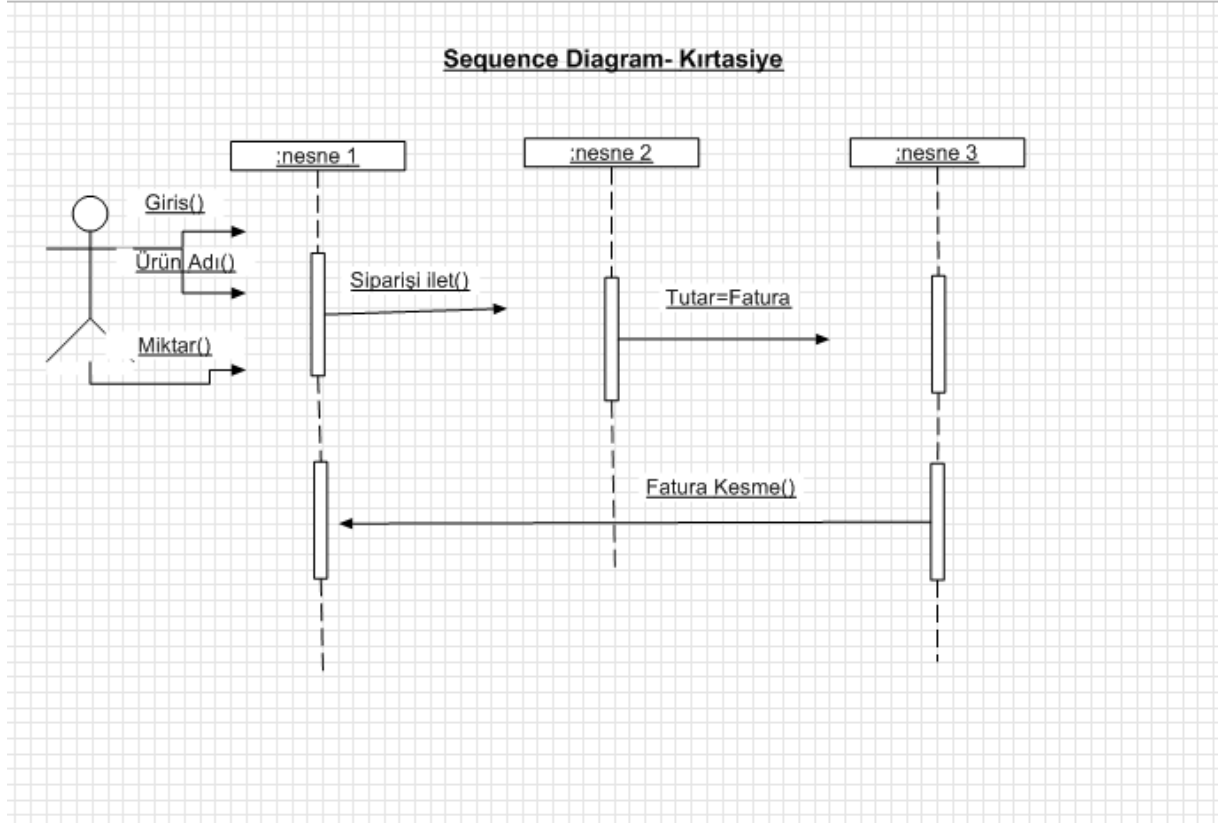 Sequence Diagram- Kırtasiye
:nesne 1
:nesne 2
:nesne 3
Giris()
Ürün Adı()
Siparişi ilet()
Tutar=Fatura
Miktar()
Fatura Kesme()